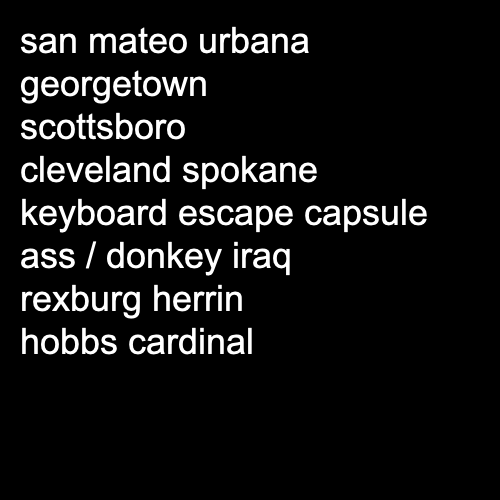 san mateo urbana
georgetown
scottsboro
cleveland spokane
keyboard escape capsule
ass / donkey iraq
rexburg herrin
hobbs cardinal